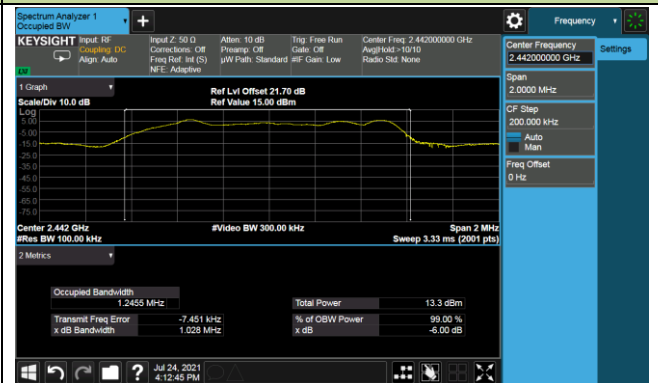 Spectrum Analyzer 1
Occupied BW
Frequency
KEYSIGHT
Input: RF
Coupling: DC
Align: Auto
Input Z: 50 Ω
Corrections: Off
Freq Ref: Int (S)
NFE: Adaptive
Atten: 10 dB
Preamp: Off
µW Path: Standard
Trig: Free Run
Gate: Off
#IF Gain: Low
Center Freq: 2.442000000 GHz
Avg|Hold:>10/10
Radio Std: None
Center Frequency
2.442000000 GHz
Settings
Span
2.0000 MHz
CF Step
200.000 kHz
Auto
Man
Freq Offset
0 Hz
1 Graph
Scale/Div 10.0 dB
Ref Lvl Offset 21.70 dB
Ref Value 15.00 dBm
Log
5.00
-5.00
-15.0
-25.0
-35.0
-45.0
-55.0
-65.0
-75.0
Center 2.442 GHz
#Video BW 300.00 kHz
Span 2 MHz
#Res BW 100.00 kHz
Sweep 3.33 ms (2001 pts)
2 Metrics
Occupied Bandwidth
1.2455 MHz
Total Power 13.3 dBm
Transmit Freq Error -7.451 kHz
% of OBW Power 99.00 %
x dB Bandwidth 1.028 MHz
x dB -6.00 dB
Jul 24, 2021
4:12:45 PM